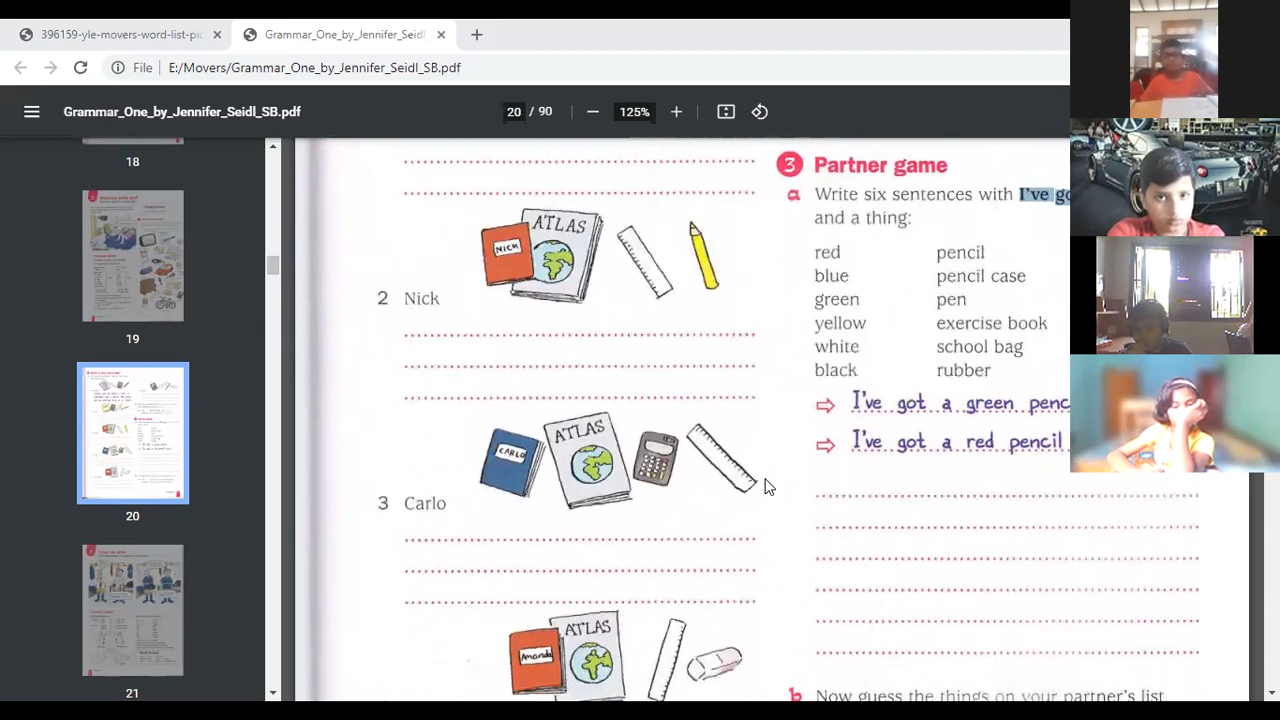 396159-yle-movers-word-list-pic
Grammar_One_by_Jennifer_Seidl
File
E:/Movers/Grammar_One_by_Jennifer_Seidl_SB.pdf
Grammar_One_by_Jennifer_Seidl_SB.pdf
20 / 90
125%
18
19
20
21
ATLAS
NICK
2 Nick
ATLAS
CARLO
3 Carlo
ATLAS
Amanda
3 Partner game
a Write six sentences with I've go
and a thing:
red pencil
blue pencil case
green pen
yellow exercise book
white school bag
black rubber
I've got a green penc
I've got a red pencil
b Now guess the things on your partner's list.